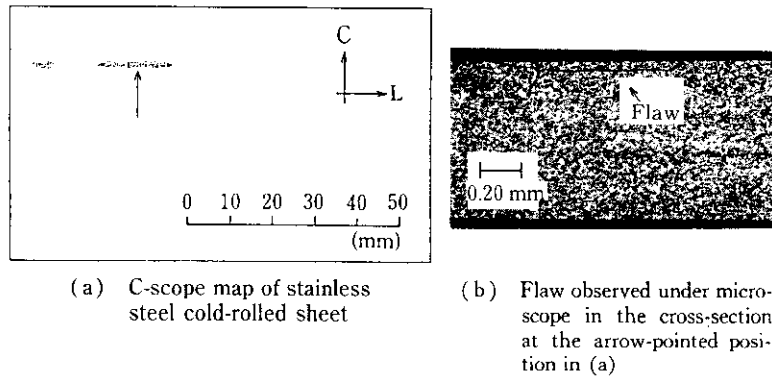 C
L
0 10 20 30 40 50
(mm)
(a) C-scope map of stainless
steel cold-rolled sheet
Flaw
0.20 mm
(b) Flaw observed under micro-
scope in the cross-section
at the arrow-pointed posi-
tion in (a)